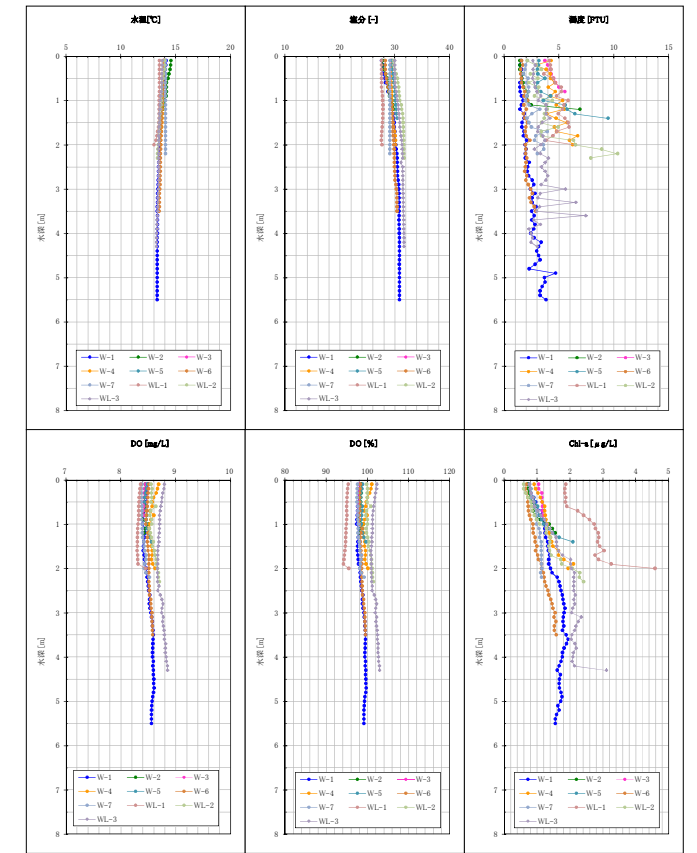 水温[℃]
5 10 15 20
0
1
2
3
4
5
6
7
8
水深[m]
W-1 W-2 W-3
W-4 W-5 W-6
W-7 WL-1 WL-2
WL-3
塩分 [-]
10 20 30 40
0
1
2
3
4
5
6
7
8
水深[m]
W-1 W-2 W-3
W-4 W-5 W-6
W-7 WL-1 WL-2
WL-3
濁度 [FTU]
0 5 10 15
0
1
2
3
4
5
6
7
8
水深[m]
W-1 W-2 W-3
W-4 W-5 W-6
W-7 WL-1 WL-2
WL-3
DO [mg/L]
7 8 9 10
0
1
2
3
4
5
6
7
8
水深[m]
W-1 W-2 W-3
W-4 W-5 W-6
W-7 WL-1 WL-2
WL-3
DO [%]
80 90 100 110 120
0
1
2
3
4
5
6
7
8
水深[m]
W-1 W-2 W-3
W-4 W-5 W-6
W-7 WL-1 WL-2
WL-3
Chl-a [μg/L]
0 1 2 3 4 5
0
1
2
3
4
5
6
7
8
水深[m]
W-1 W-2 W-3
W-4 W-5 W-6
W-7 WL-1 WL-2
WL-3